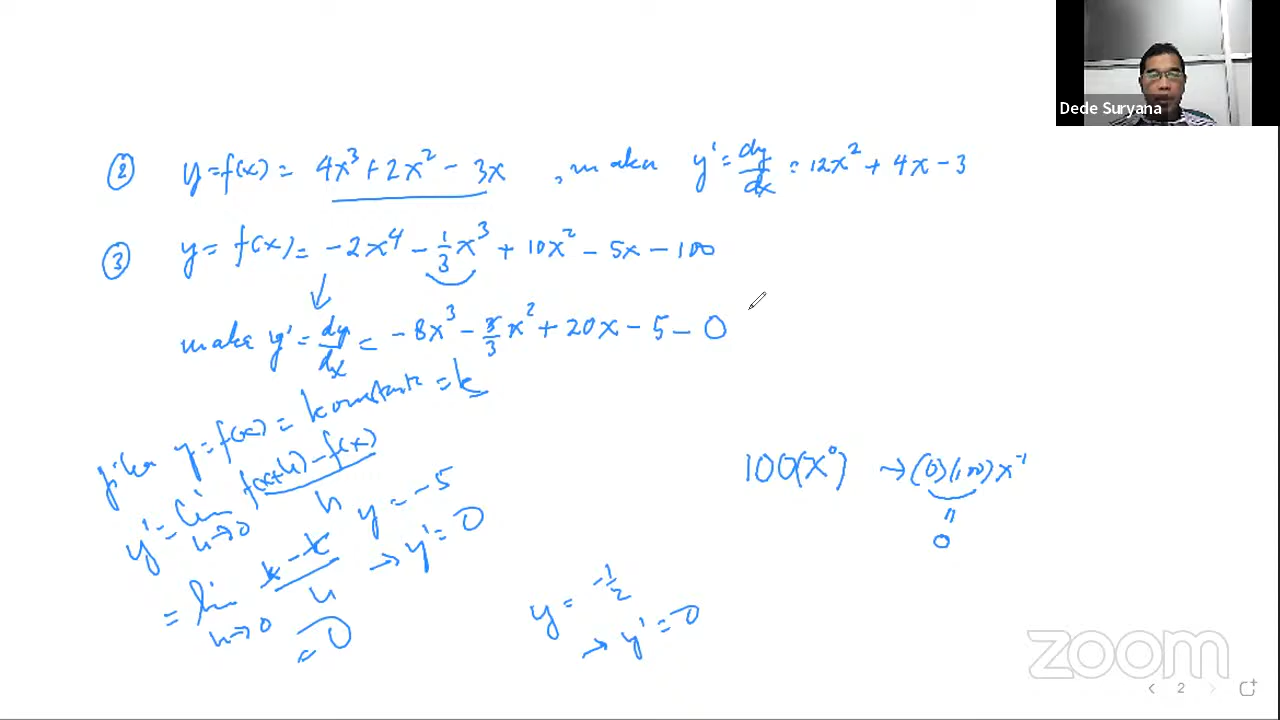 Dede Suryana
② y=f(x) = 4x³+2x² - 3x , maka y' = dy/dx = 12x² + 4x - 3
③ y = f(x) = -2x⁴ - 1/3 x³ + 10x² - 5x - 100
maka y' = dy/dx = -8x³ - 3/3 x² + 20x - 5 - 0
jika y = f(x) = konstante = k
y' = lim h→0 f(x+h) - f(x) / h
= lim h→0 k - k / h
= 0
y = -5
→ y' = 0
y = -1/2
→ y' = 0
100(x⁰) → (0)(100)x⁻¹
"
0
zoom
2